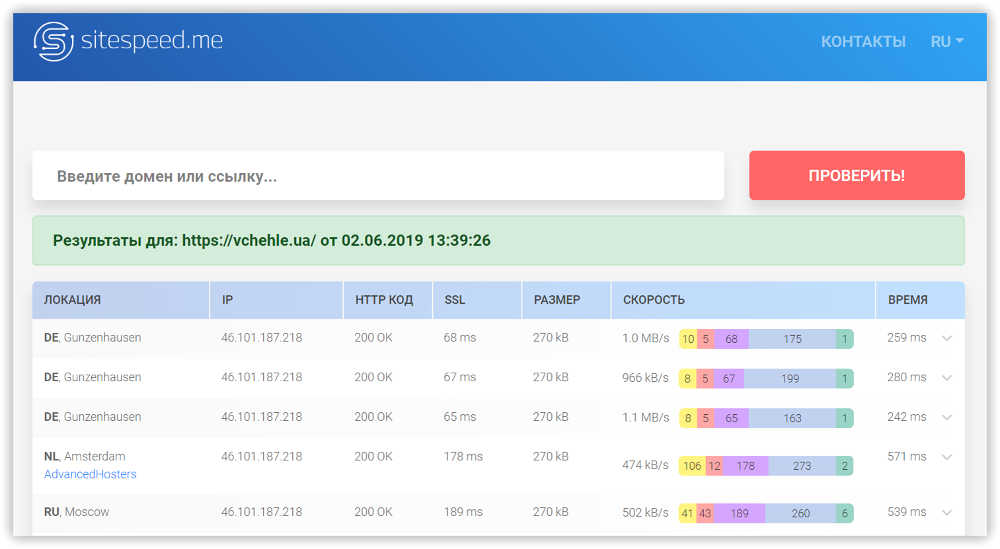 sitespeed.me
КОНТАКТЫ RU
Введите домен или ссылку...
ПРОВЕРИТЬ!
Результаты для: https://vchehle.ua/ от 02.06.2019 13:39:26
ЛОКАЦИЯ IP HTTP КОД SSL РАЗМЕР СКОРОСТЬ ВРЕМЯ
DE, Gunzenhausen 46.101.187.218 200 OK 68 ms 270 kB 1.0 MB/s 10 5 68 175 1 259 ms
DE, Gunzenhausen 46.101.187.218 200 OK 67 ms 270 kB 966 kB/s 8 5 67 199 1 280 ms
DE, Gunzenhausen 46.101.187.218 200 OK 65 ms 270 kB 1.1 MB/s 8 5 65 163 1 242 ms
NL, Amsterdam 46.101.187.218 200 OK 178 ms 270 kB 474 kB/s 106 12 178 273 2 571 ms
AdvancedHosters
RU, Moscow 46.101.187.218 200 OK 189 ms 270 kB 502 kB/s 41 43 189 260 6 539 ms